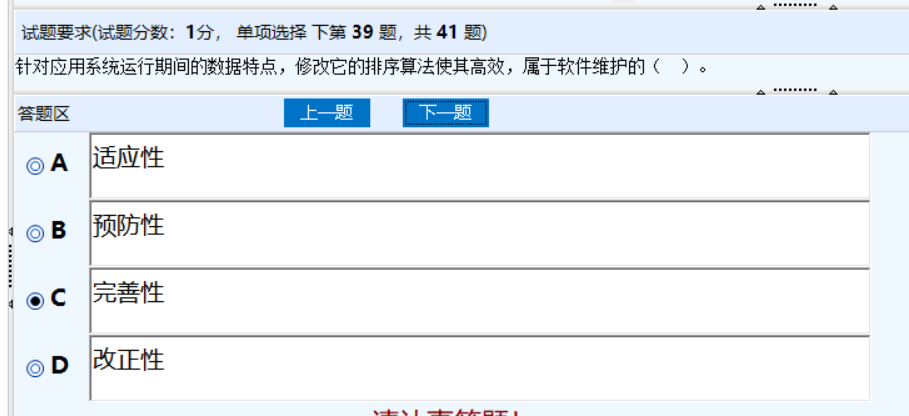 试题要求(试题分数：1分， 单项选择 下第 39 题，共 41 题)
针对应用系统运行期间的数据特点，修改它的排序算法使其高效，属于软件维护的（ ）。
答题区 上一题 下一题
A 适应性
B 预防性
C 完善性
D 改正性